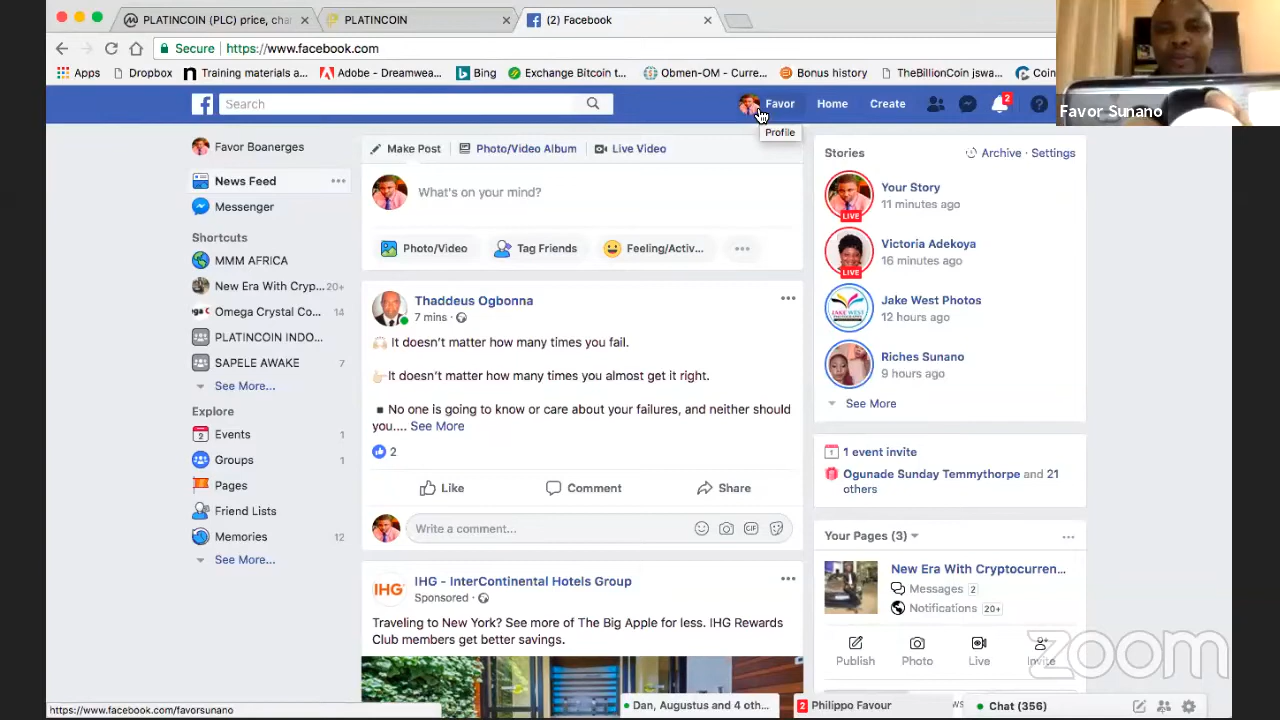 PLATINCOIN (PLC) price, cha
PLATINCOIN
(2) Facebook
Secure
https://www.facebook.com
Apps
Dropbox
Training materials a...
Adobe - Dreamwea...
Bing
Exchange Bitcoin t...
Obmen-OM - Curre...
Bonus history
TheBillionCoin jswa...
Coin
Favor Sunano
Search
Favor
Home
Create
2
Profile
Favor Boanerges
News Feed
Messenger
Shortcuts
MMM AFRICA
New Era With Cryp... 20+
Omega Crystal Co... 14
PLATINCOIN INDO...
SAPELE AWAKE 7
See More...
Explore
Events 1
Groups 1
Pages
Friend Lists
Memories 12
See More...
Make Post
Photo/Video Album
Live Video
What's on your mind?
Photo/Video
Tag Friends
Feeling/Activ...
Thaddeus Ogbonna
7 mins ·
It doesn't matter how many times you fail.
It doesn't matter how many times you almost get it right.
No one is going to know or care about your failures, and neither should
you.... See More
2
Like
Comment
Share
Write a comment...
GIF
IHG
IHG - InterContinental Hotels Group
Sponsored ·
Traveling to New York? See more of The Big Apple for less. IHG Rewards
Club members get better savings.
Stories
Archive · Settings
Your Story
11 minutes ago
LIVE
Victoria Adekoya
16 minutes ago
LIVE
Jake West Photos
12 hours ago
JAKE WEST
Riches Sunano
9 hours ago
See More
1 event invite
Ogunade Sunday Temmythorpe and 21
others
Your Pages (3)
New Era With Cryptocurren...
Messages 2
Notifications 20+
Publish
Photo
Live
Invite
zoom
https://www.facebook.com/favorsunano
Dan, Augustus and 4 oth...
2 Philippo Favour
Chat (356)